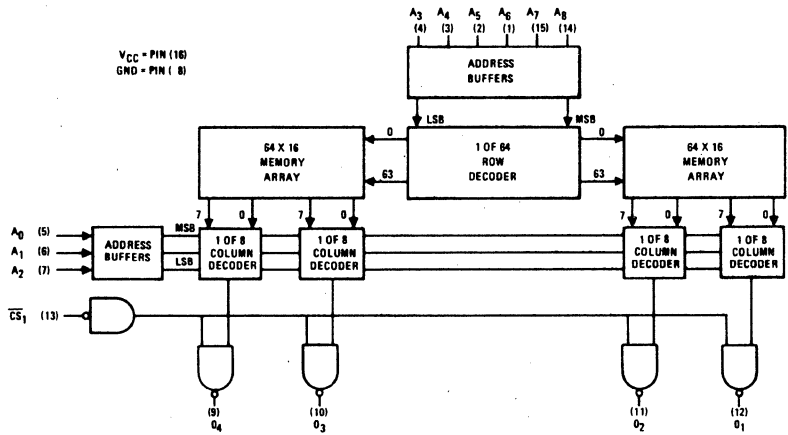 A3 A4 A5 A6 A7 A8
(4) (3) (2) (1) (15) (14)
VCC = PIN (16)
GND = PIN ( 8)
ADDRESS
BUFFERS
LSB MSB
0 0
64 X 16
MEMORY
ARRAY
1 OF 64
ROW
DECODER
64 X 16
MEMORY
ARRAY
63 63
7 0 7 0 7 0 7 0
A0 (5)
A1 (6)
A2 (7)
ADDRESS
BUFFERS
MSB
LSB
1 OF 8
COLUMN
DECODER
1 OF 8
COLUMN
DECODER
1 OF 8
COLUMN
DECODER
1 OF 8
COLUMN
DECODER
CS1 (13)
(9) (10) (11) (12)
O4 O3 O2 O1